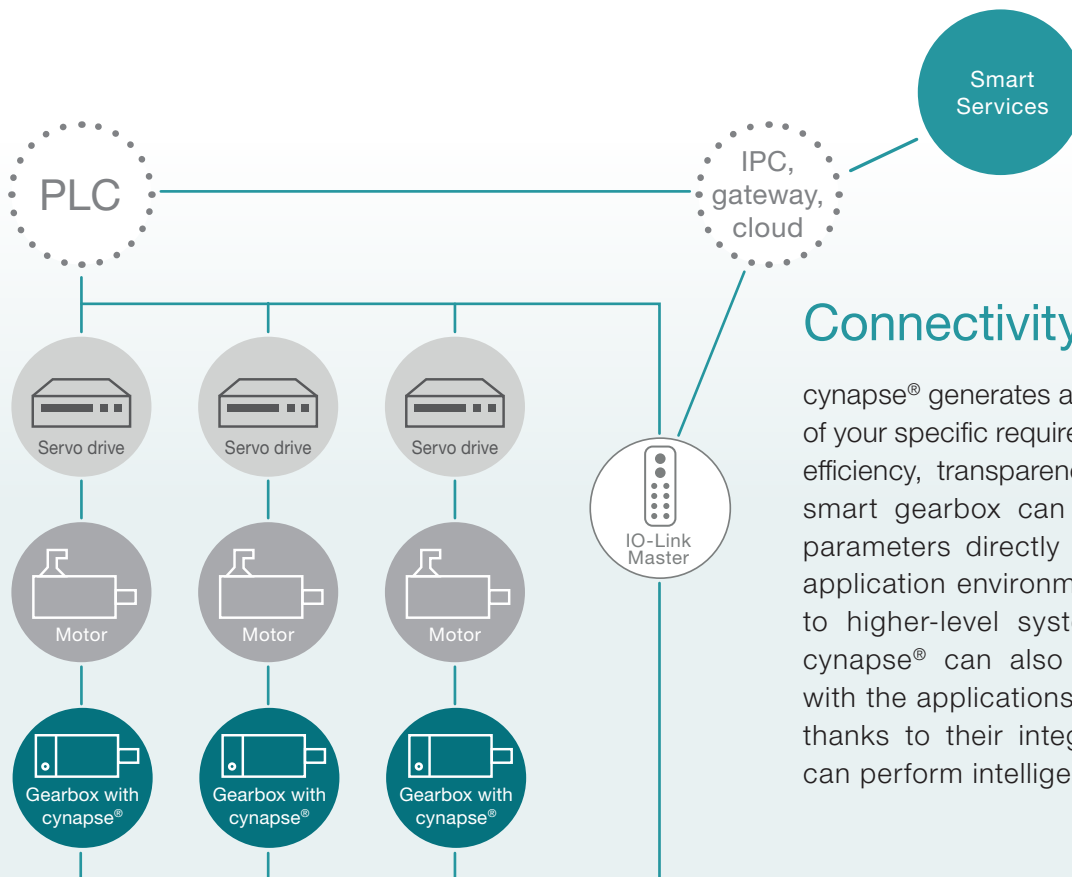 Smart
Services
PLC
IPC,
gateway,
cloud
Servo drive
Servo drive
Servo drive
IO-Link
Master
Motor
Motor
Motor
Gearbox with
cynapse®
Gearbox with
cynapse®
Gearbox with
cynapse®
Connectivity
cynapse® generates a
of your specific require
efficiency, transparenc
smart gearbox can
parameters directly
application environm
to higher-level syst
cynapse® can also
with the applications
thanks to their integ
can perform intellige